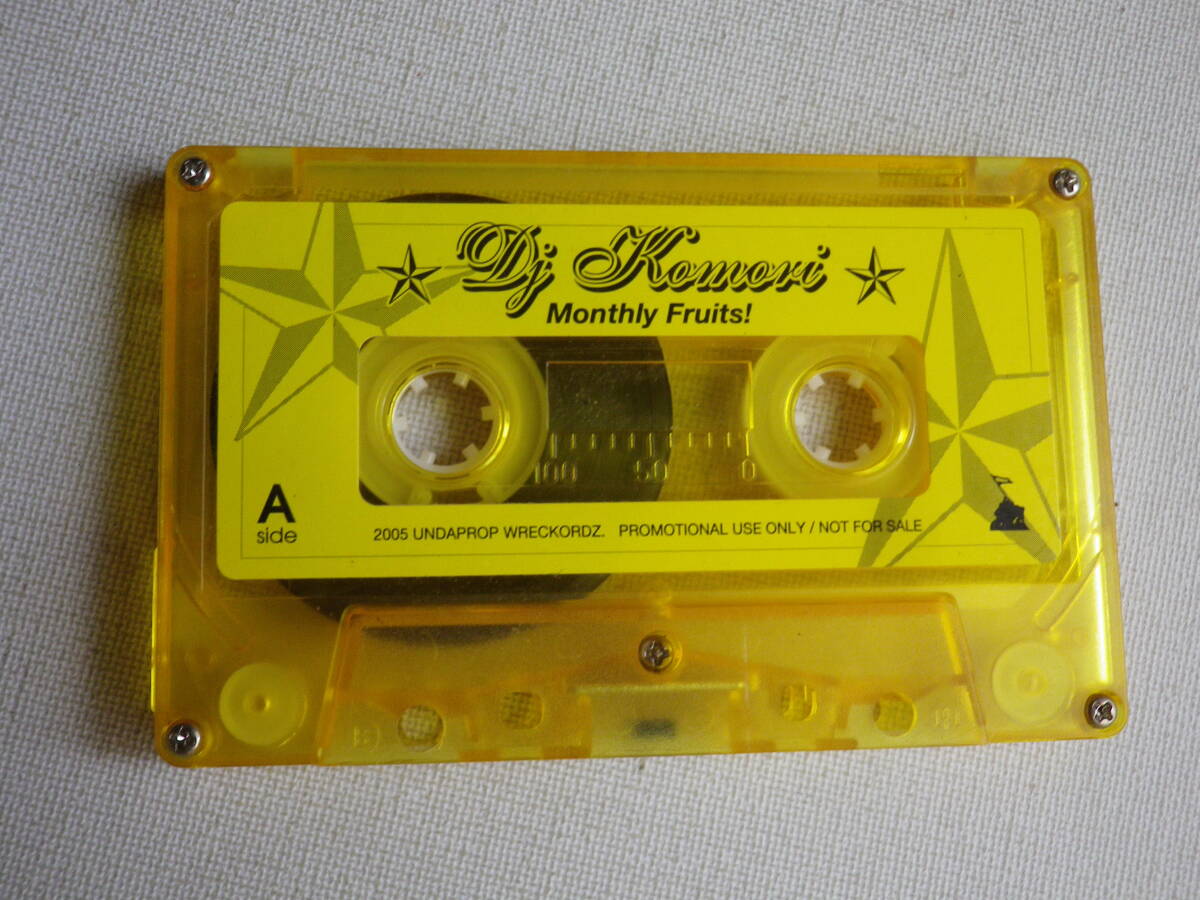 Dj Komori
Monthly Fruits!
100 50 0
A
side
2005 UNDAPROP WRECKORDZ. PROMOTIONAL USE ONLY / NOT FOR SALE